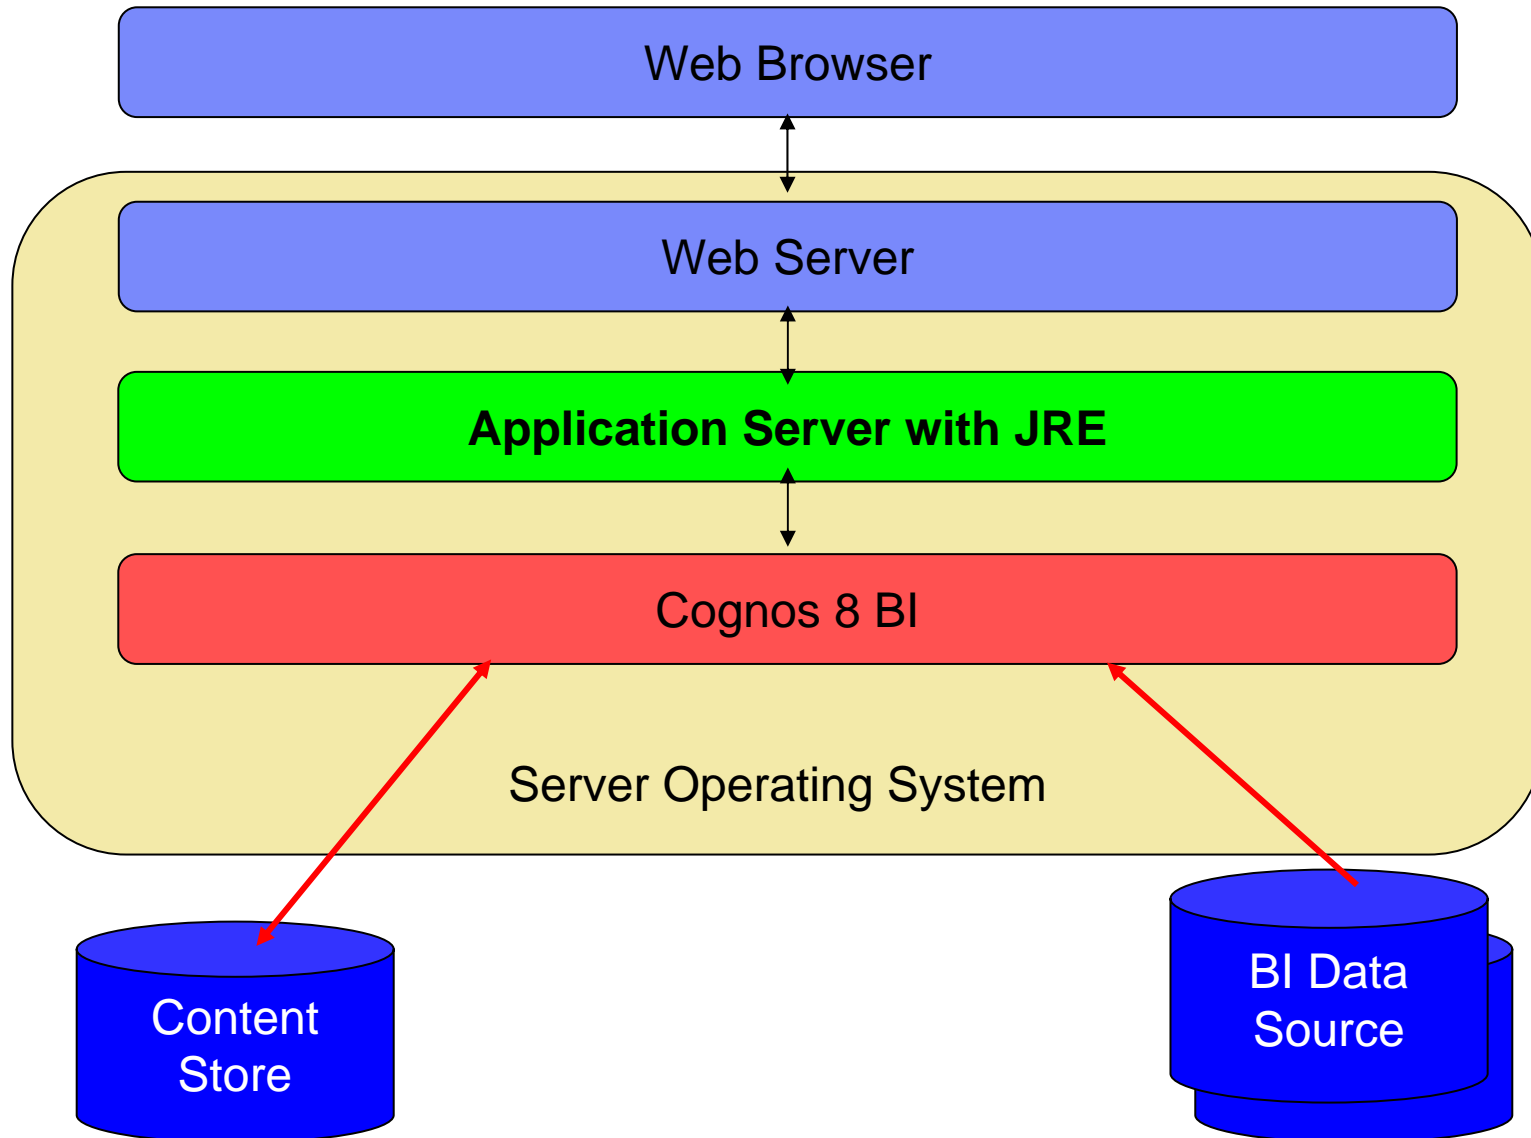 Web Browser
Web Server
Application Server with JRE
Cognos 8 BI
Server Operating System
Content
Store
BI Data
Source